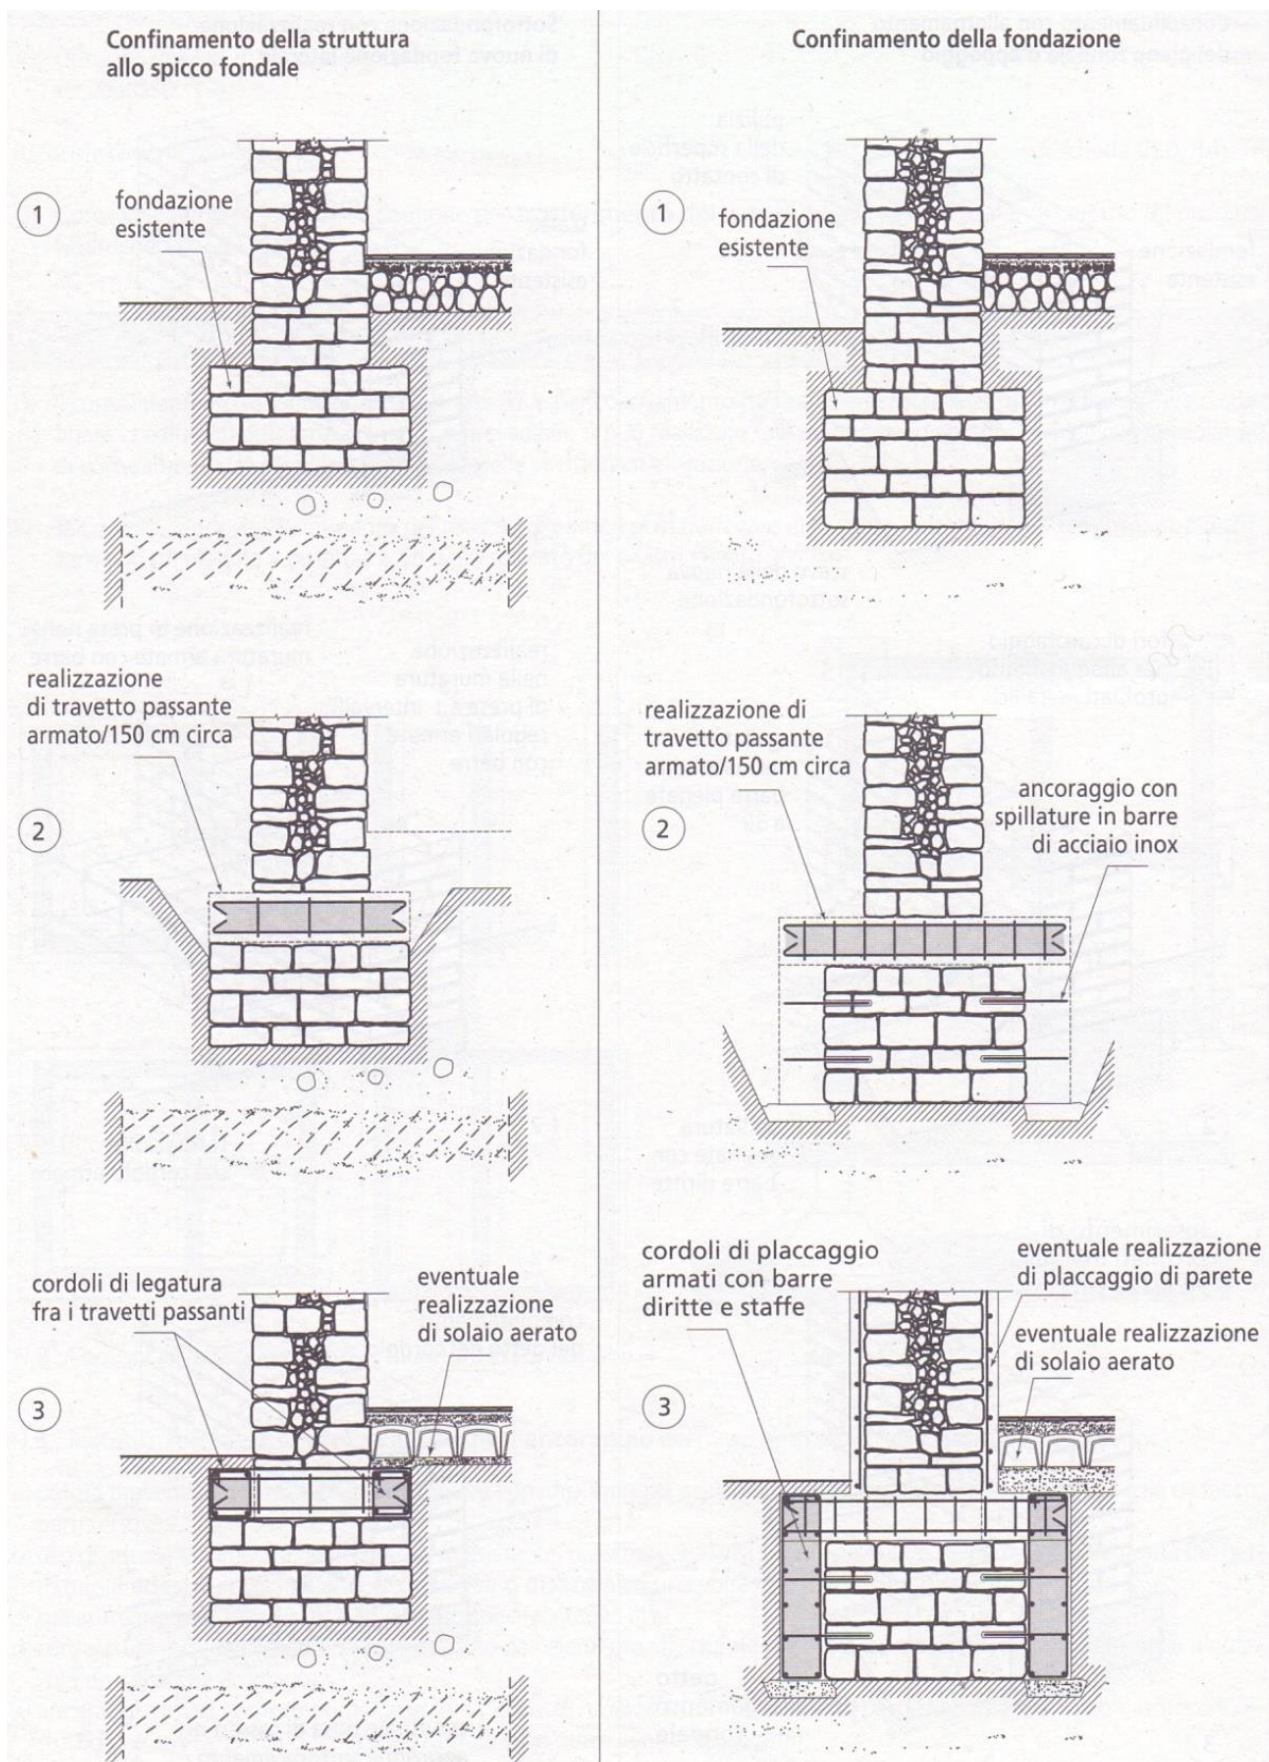 Confinamento della struttura
allo spicco fondale
1
fondazione
esistente
realizzazione
di travetto passante
armato/150 cm circa
2
cordoli di legatura
fra i travetti passanti
eventuale
realizzazione
di solaio aerato
3
Confinamento della fondazione
1
fondazione
esistente
realizzazione di
travetto passante
armato/150 cm circa
2
ancoraggio con
spillature in barre
di acciaio inox
cordoli di placcaggio
armati con barre
diritte e staffe
eventuale realizzazione
di placcaggio di parete
eventuale realizzazione
di solaio aerato
3